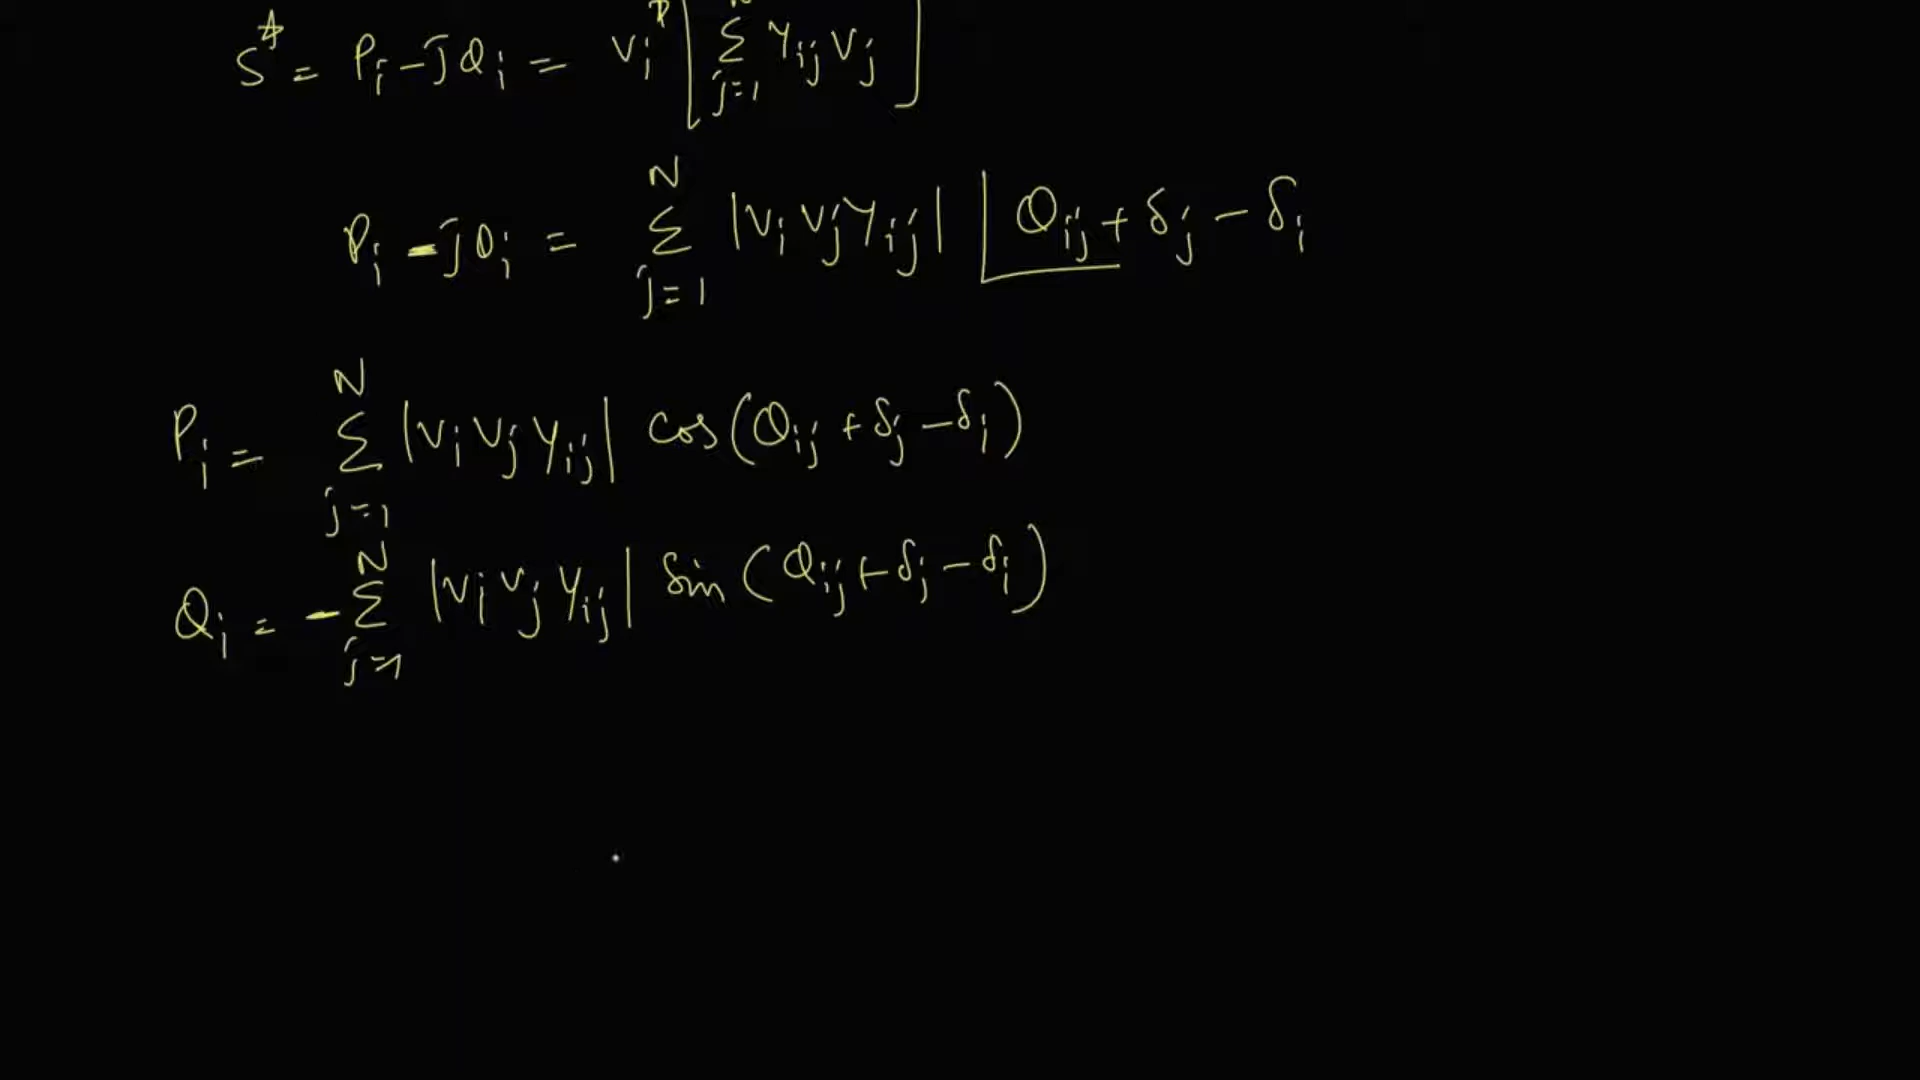 S* = Pᵢ - jQᵢ = Vᵢ* [ Σ_{j=1} Yᵢⱼ Vⱼ ]
Pᵢ - jQᵢ = Σ_{j=1}^{N} |Vᵢ Vⱼ Yᵢⱼ| ∠ θᵢⱼ + δⱼ - δᵢ
Pᵢ = Σ_{j=1}^{N} |Vᵢ Vⱼ Yᵢⱼ| cos(θᵢⱼ + δⱼ - δᵢ)
Qᵢ = - Σ_{j=1}^{N} |Vᵢ Vⱼ Yᵢⱼ| sin(θᵢⱼ + δⱼ - δᵢ)